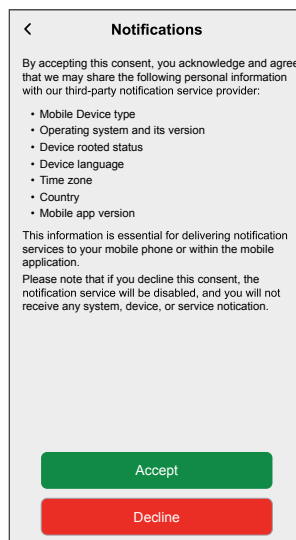 Notifications
By accepting this consent, you acknowledge and agree
that we may share the following personal information
with our third-party notification service provider:
• Mobile Device type
• Operating system and its version
• Device rooted status
• Device language
• Time zone
• Country
• Mobile app version
This information is essential for delivering notification
services to your mobile phone or within the mobile
application.
Please note that if you decline this consent, the
notification service will be disabled, and you will not
receive any system, device, or service notication.
Accept
Decline